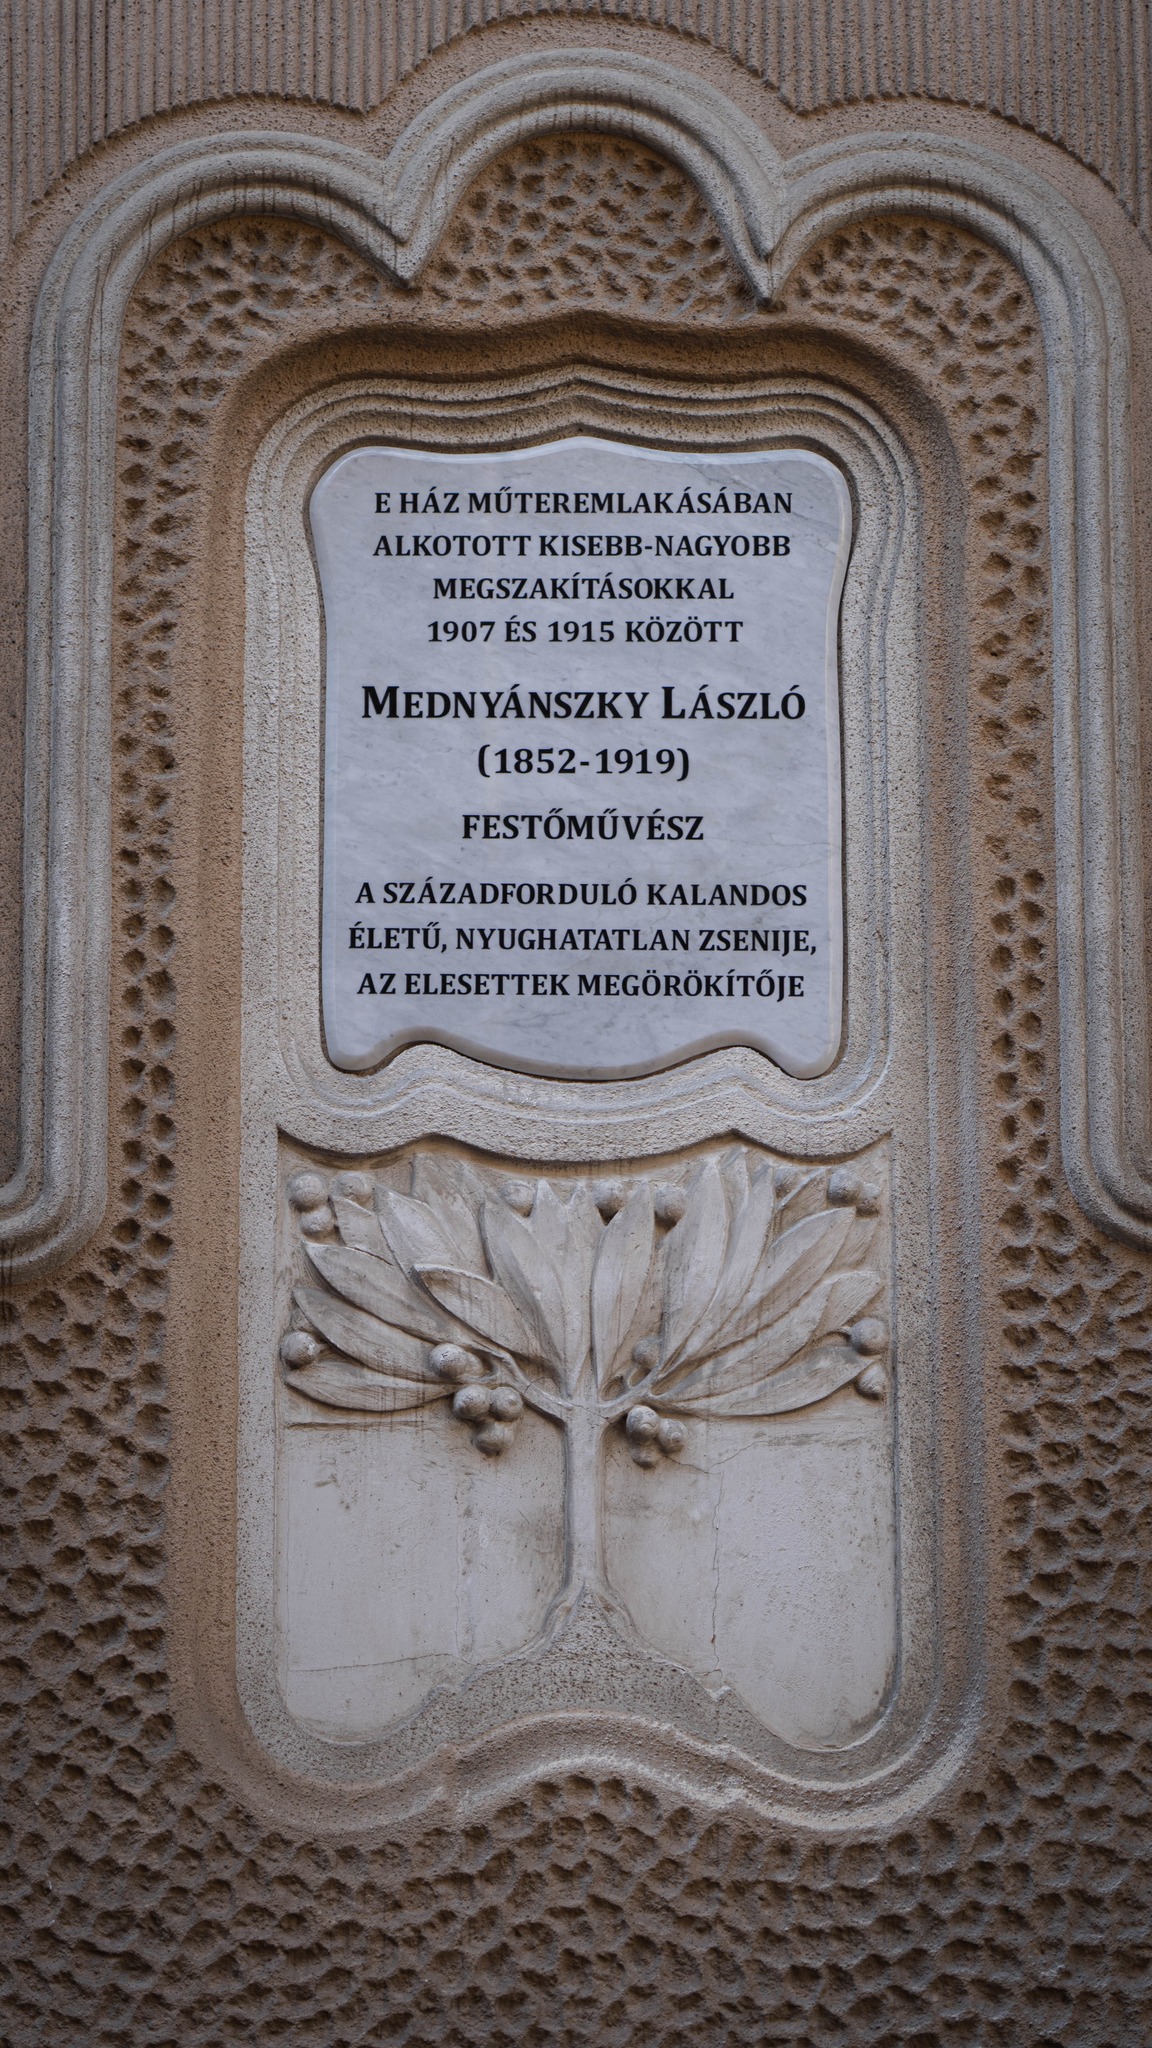 E HÁZ MŰTEREMLAKÁSÁBAN
ALKOTOTT KISEBB-NAGYOBB
MEGSZAKÍTÁSOKKAL
1907 ÉS 1915 KÖZÖTT
MEDNYÁNSZKY LÁSZLÓ
(1852-1919)
FESTŐMŰVÉSZ
A SZÁZADFORDULÓ KALANDOS
ÉLETŰ, NYUGHATATLAN ZSENIJE,
AZ ELESETTEK MEGÖRÖKÍTŐJE